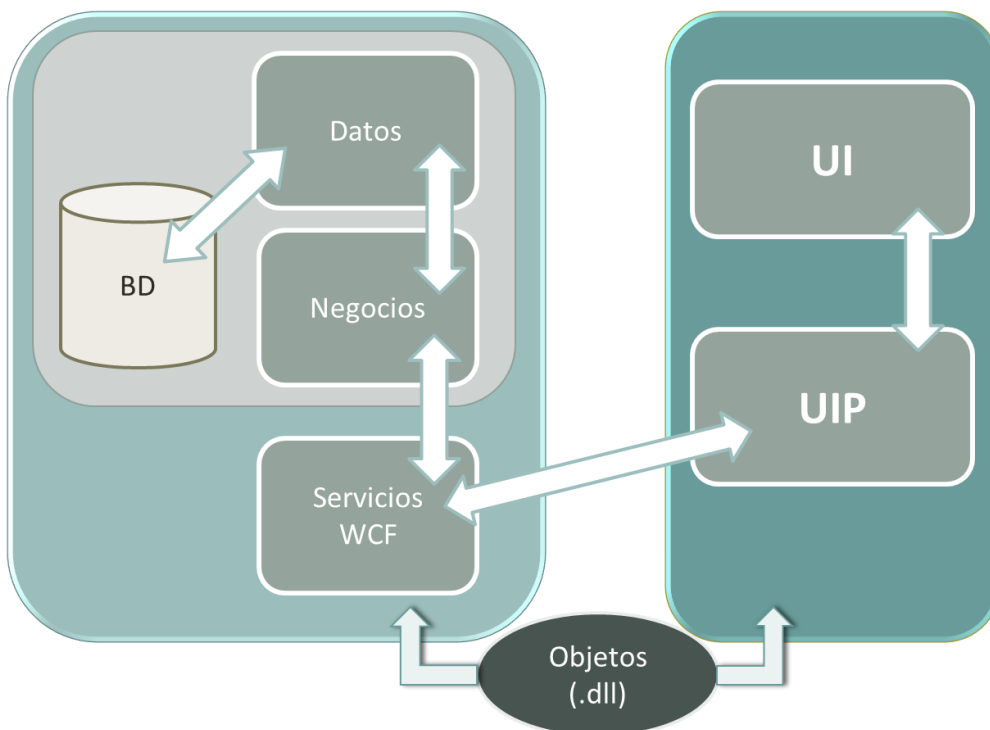 Datos
BD
Negocios
Servicios
WCF
UI
UIP
Objetos
(.dll)